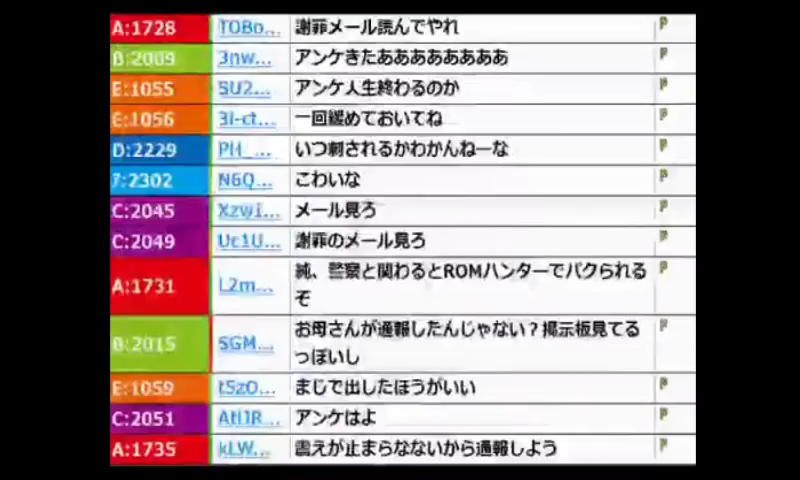 A:1728 TOBo... 謝罪メール読んでやれ
B:2009 3nw... アンケきたああああああああ
E:1055 SU2... アンケ人生終わるのか
E:1056 3l-ct... 一回緩めておいてね
D:2229 PH_... いつ刺されるかわかんねーな
7:2302 N6Q... こわいな
C:2045 Xzwi... メール見ろ
C:2049 Uc1U... 謝罪のメール見ろ
A:1731 L2m... 純、警察と関わるとROMハンターでパクられる
ぞ
B:2015 SGM... お母さんが通報したんじゃない？掲示板見てる
っぽいし
E:1059 t5zO... まじで出したほうがいい
C:2051 アンケはよ
A:1735 kLW... 震えが止まらなないから通報しよう